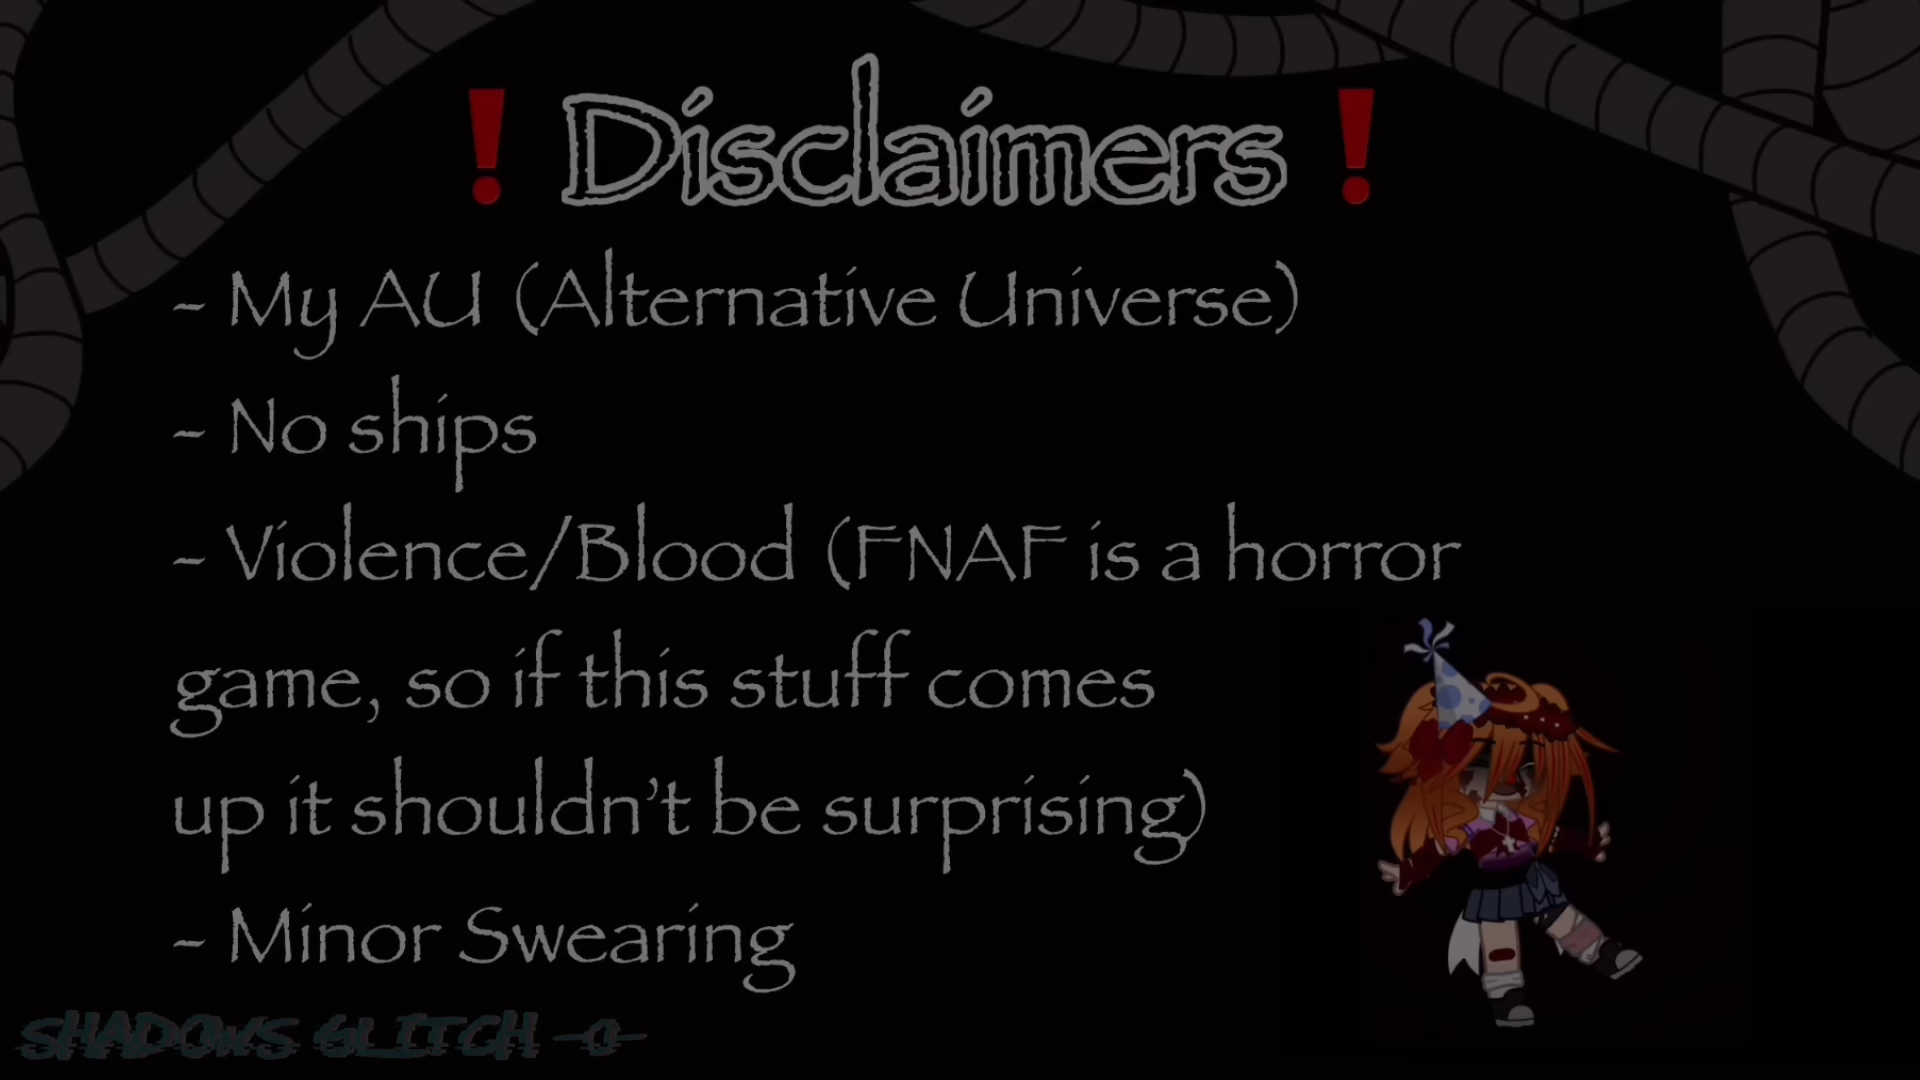 ❗Disclaimers❗
- My AU (Alternative Universe)
- No ships
- Violence/Blood (FNAF is a horror
game, so if this stuff comes
up it shouldn't be surprising)
- Minor Swearing
SHADOWS GLITCH -0-